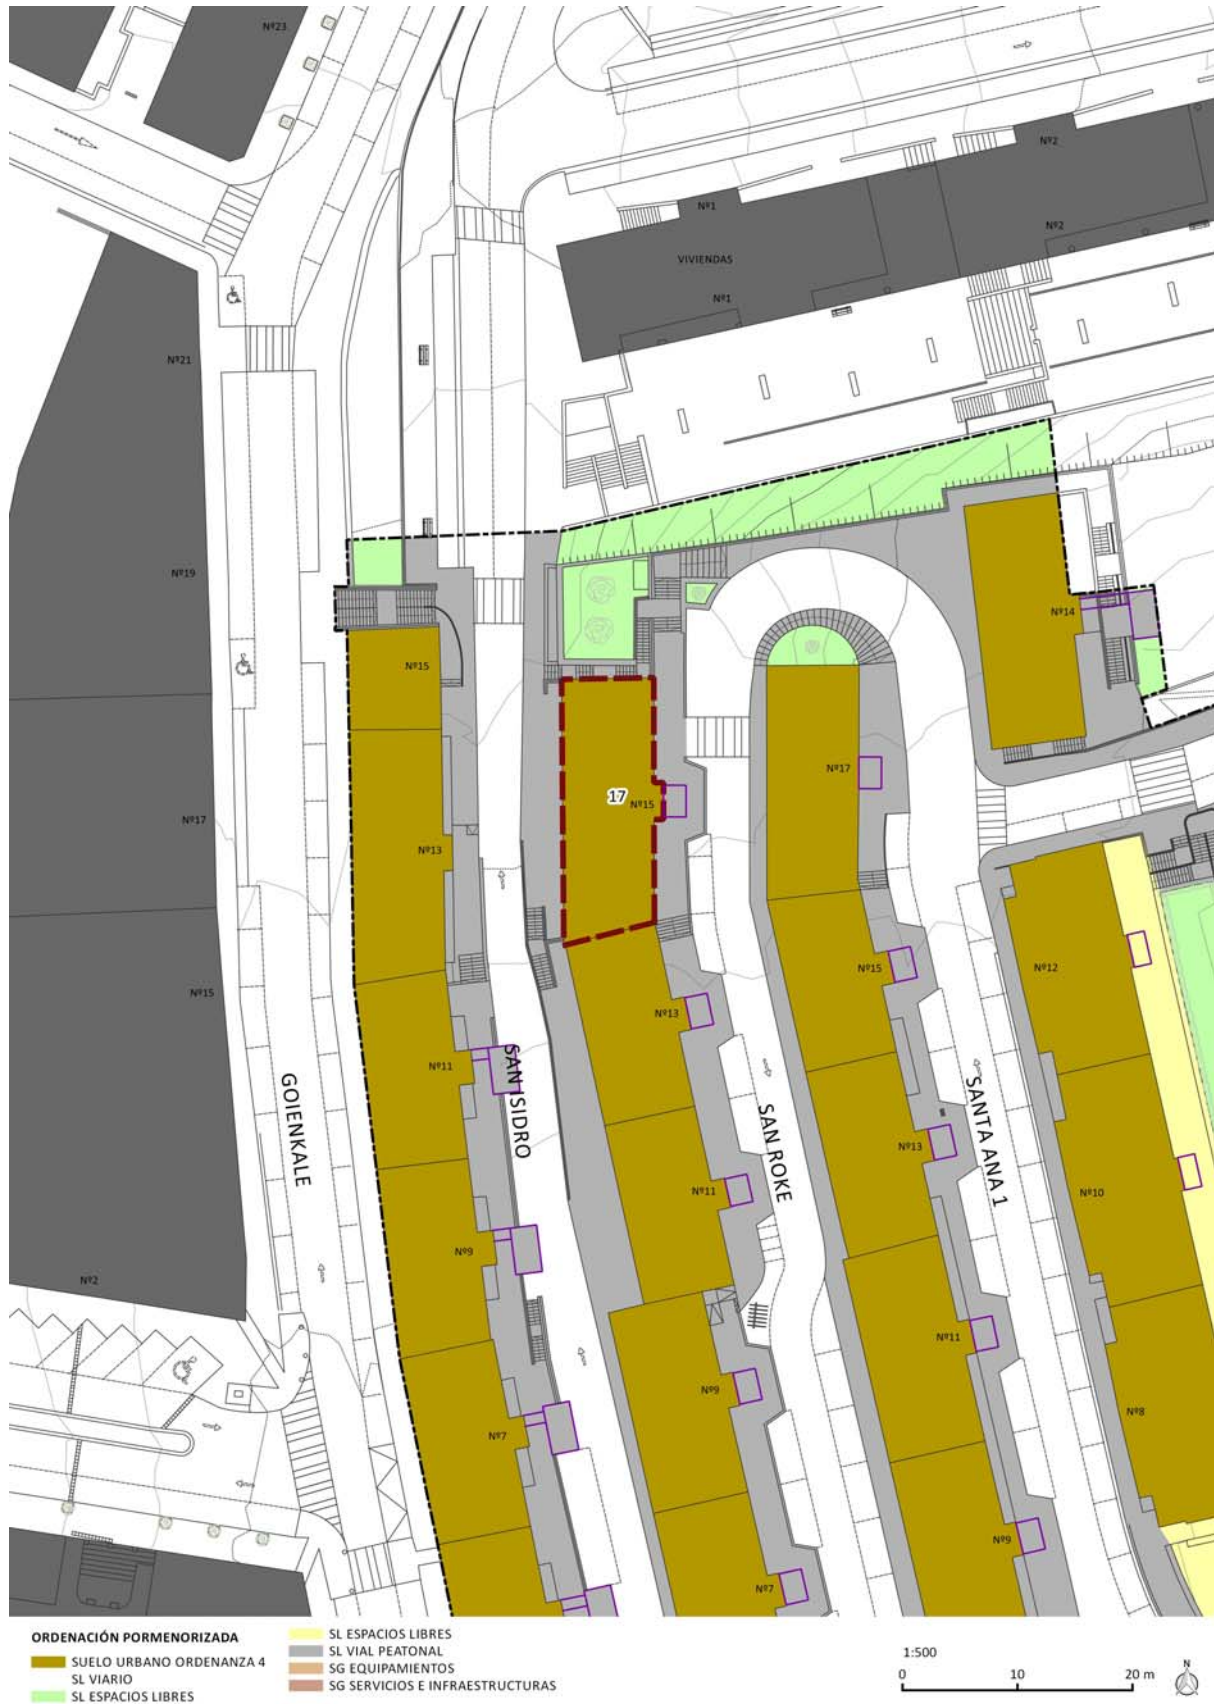 Nº23
Nº2
Nº1
Nº2
VIVIENDAS
Nº1
Nº21
Nº19
Nº14
Nº15
Nº17
17
Nº15
Nº17
Nº13
Nº15
Nº15
Nº12
Nº13
Nº11
GOIENKALE
SAN ISIDRO
SAN ROKE
SANTA ANA 1
Nº13
Nº11
Nº10
Nº9
Nº2
Nº11
Nº9
Nº8
Nº7
Nº9
Nº7
ORDENACIÓN PORMENORIZADA
SUELO URBANO ORDENANZA 4
SL VIARIO
SL ESPACIOS LIBRES
SL ESPACIOS LIBRES
SL VIAL PEATONAL
SG EQUIPAMIENTOS
SG SERVICIOS E INFRAESTRUCTURAS
1:500
0 10 20 m
N